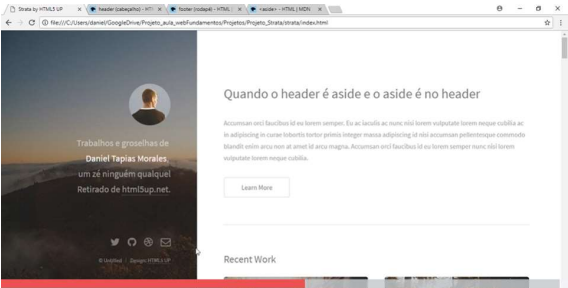 Strata by HTML5 UP
header (cabeçalho) - HT
footer (rodapé) - HTML |
<aside> - HTML | MDN
file:///C:/Users/daniel/GoogleDrive/Projeto_aula_webFundamentos/Projetos/Projeto_Strata/strata/index.html
Trabalhos e groselhas de
Daniel Tapias Morales,
um zé ninguém qualquel
Retirado de html5up.net.
© Untitled | Design: HTML5 UP
Quando o header é aside e o aside é no header
Accumsan orci faucibus id eu lorem semper. Eu ac iaculis ac nunc nisi lorem vulputate lorem neque cubilia ac
in adipiscing in curae lobortis tortor primis integer massa adipiscing id nisi accumsan pellentesque commodo
blandit enim arcu non at amet id arcu magna. Accumsan orci faucibus id eu lorem semper nunc nisi lorem
vulputate lorem neque cubilia.
Learn More
Recent Work